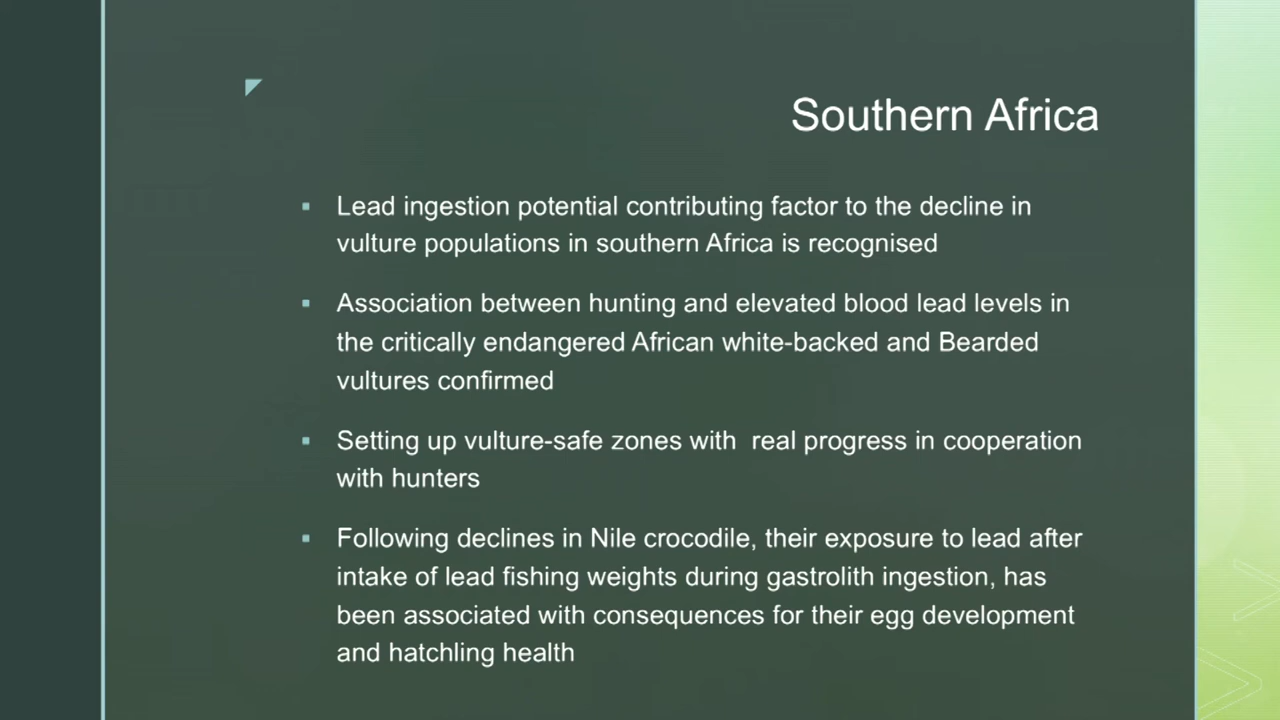 Southern Africa
▪ Lead ingestion potential contributing factor to the decline in
vulture populations in southern Africa is recognised
▪ Association between hunting and elevated blood lead levels in
the critically endangered African white-backed and Bearded
vultures confirmed
▪ Setting up vulture-safe zones with  real progress in cooperation
with hunters
▪ Following declines in Nile crocodile, their exposure to lead after
intake of lead fishing weights during gastrolith ingestion, has
been associated with consequences for their egg development
and hatchling health